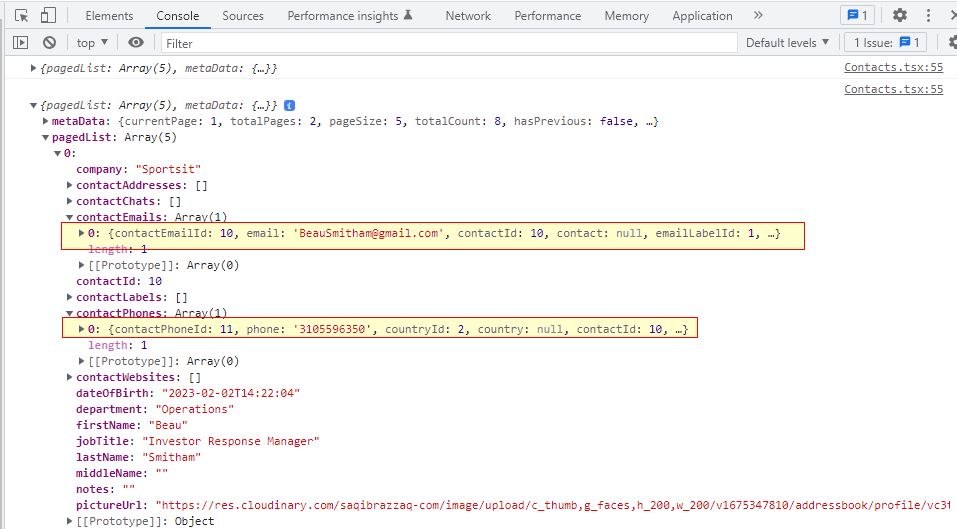 Elements Console Sources Performance insights Network Performance Memory Application » 1
top Filter Default levels 1 Issue: 1
{pagedList: Array(5), metaData: {…}} Contacts.tsx:55
Contacts.tsx:55
{pagedList: Array(5), metaData: {…}} i
metaData: {currentPage: 1, totalPages: 2, pageSize: 5, totalCount: 8, hasPrevious: false, …}
pagedList: Array(5)
0:
company: "Sportsit"
contactAddresses: []
contactChats: []
contactEmails: Array(1)
0: {contactEmailId: 10, email: 'BeauSmitham@gmail.com', contactId: 10, contact: null, emailLabelId: 1, …}
length: 1
[[Prototype]]: Array(0)
contactId: 10
contactLabels: []
contactPhones: Array(1)
0: {contactPhoneId: 11, phone: '3105596350', countryId: 2, country: null, contactId: 10, …}
length: 1
[[Prototype]]: Array(0)
contactWebsites: []
dateOfBirth: "2023-02-02T14:22:04"
department: "Operations"
firstName: "Beau"
jobTitle: "Investor Response Manager"
lastName: "Smitham"
middleName: ""
notes: ""
pictureUrl: "https://res.cloudinary.com/saqibrazzaq-com/image/upload/c_thumb,g_faces,h_200,w_200/v1675347810/addressbook/profile/vc3f
[[Prototype]]: Object